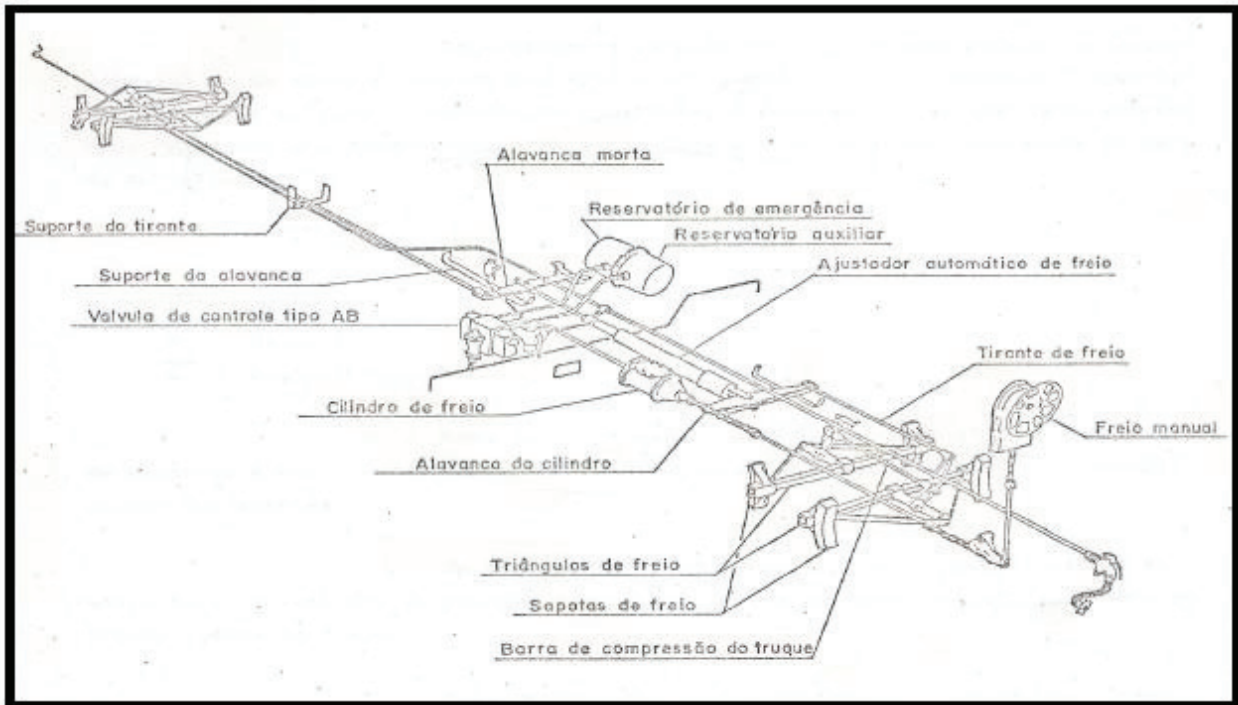 Alavanca morta
Reservatório de emergência
Reservatório auxiliar
Suporte do tirante
Ajustador automático de freio
Suporte da alavanca
Valvula de controle tipo AB
Tirante de freio
Cilindro de freio
Freio manual
Alavanca do cilindro
Triângulos de freio
Sapatas de freio
Barra de compressão do truque